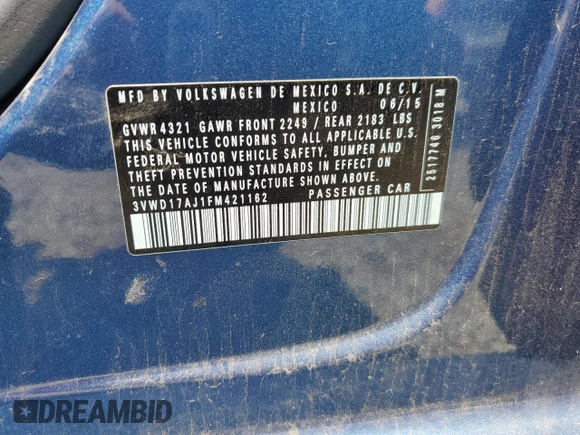 MFD BY VOLKSWAGEN DE MEXICO S.A. DE C.V.
MEXICO 06/15
GVWR 4321 GAWR FRONT 2249 / REAR 2183 LBS
THIS VEHICLE CONFORMS TO ALL APPLICABLE U.S.
FEDERAL MOTOR VEHICLE SAFETY, BUMPER AND
THEFT PREVENTION STANDARDS IN EFFECT ON
THE DATE OF MANUFACTURE SHOWN ABOVE.
3VWD17AJ1FM421162 PASSENGER CAR
2517746 3018 M
DREAMBID